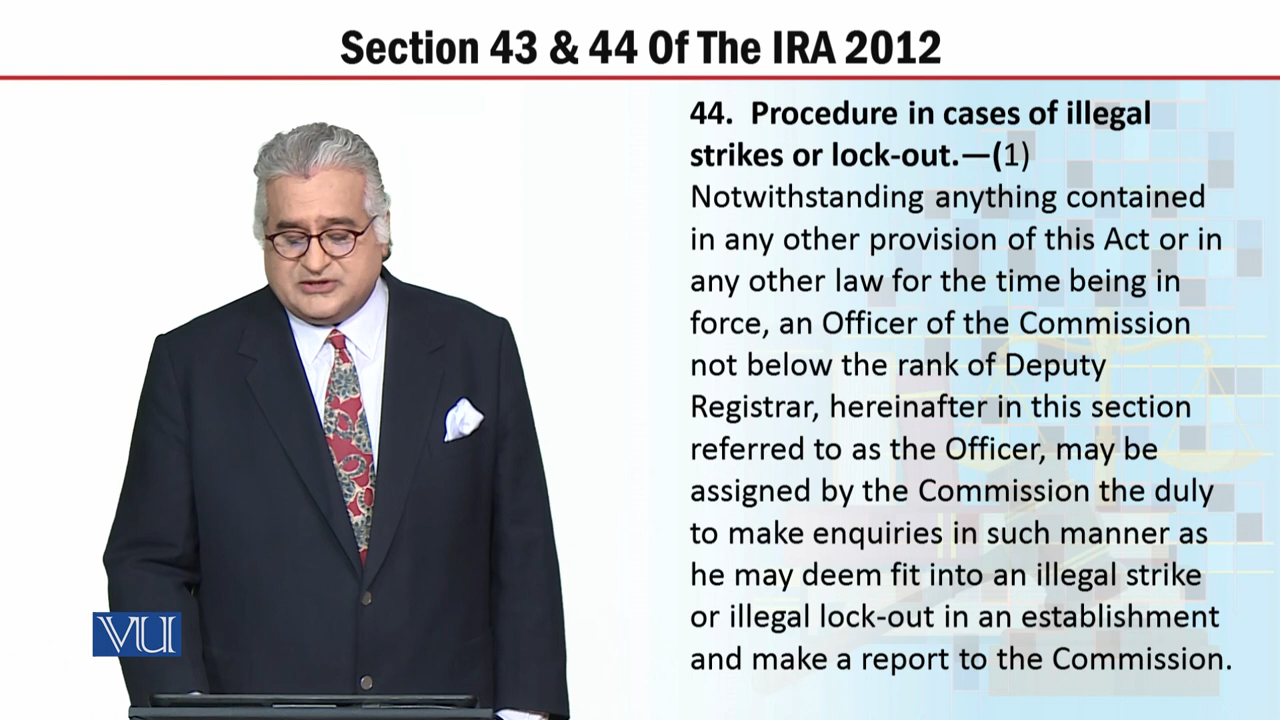 Section 43 & 44 Of The IRA 2012
44. Procedure in cases of illegal
strikes or lock-out.—(1)
Notwithstanding anything contained
in any other provision of this Act or in
any other law for the time being in
force, an Officer of the Commission
not below the rank of Deputy
Registrar, hereinafter in this section
referred to as the Officer, may be
assigned by the Commission the duly
to make enquiries in such manner as
he may deem fit into an illegal strike
or illegal lock-out in an establishment
and make a report to the Commission.
VU